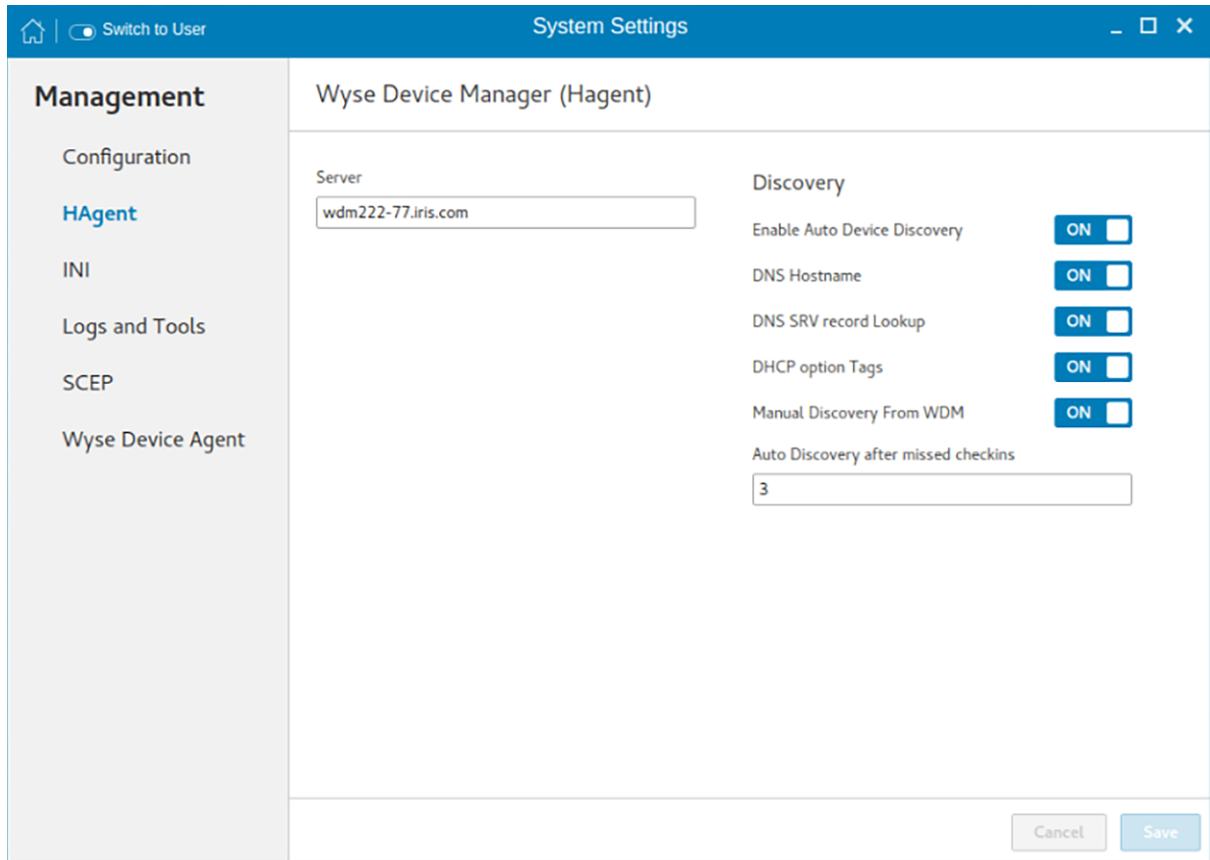 Switch to User
System Settings
Management
Configuration
HAgent
INI
Logs and Tools
SCEP
Wyse Device Agent
Wyse Device Manager (Hagent)
Server
wdm222-77.iris.com
Discovery
Enable Auto Device Discovery ON
DNS Hostname ON
DNS SRV record Lookup ON
DHCP option Tags ON
Manual Discovery From WDM ON
Auto Discovery after missed checkins
3
Cancel Save